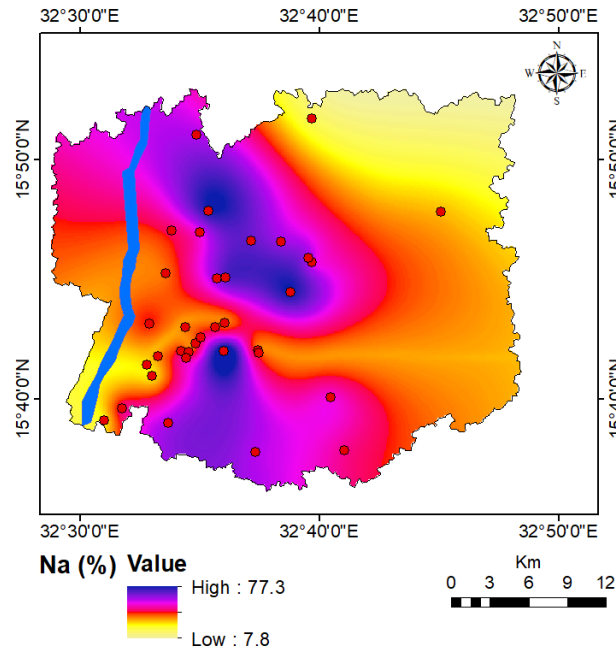 32°30'0"E 32°40'0"E 32°50'0"E
N
W E
S
15°50'0"N 15°50'0"N
15°40'0"N 15°40'0"N
32°30'0"E 32°40'0"E 32°50'0"E
Na (%) Value
High : 77.3
Low : 7.8
Km
0 3 6 9 12